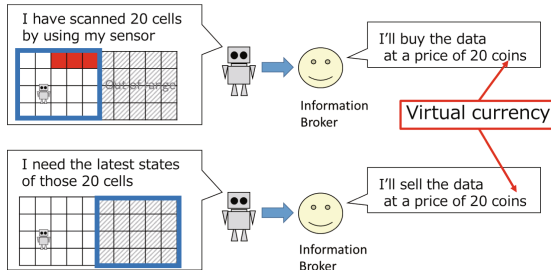 I have scanned 20 cells
by using my sensor
Out of range
I'll buy the data
at a price of 20 coins
Information
Broker
Virtual currency
I need the latest states
of those 20 cells
I'll sell the data
at a price of 20 coins
Information
Broker